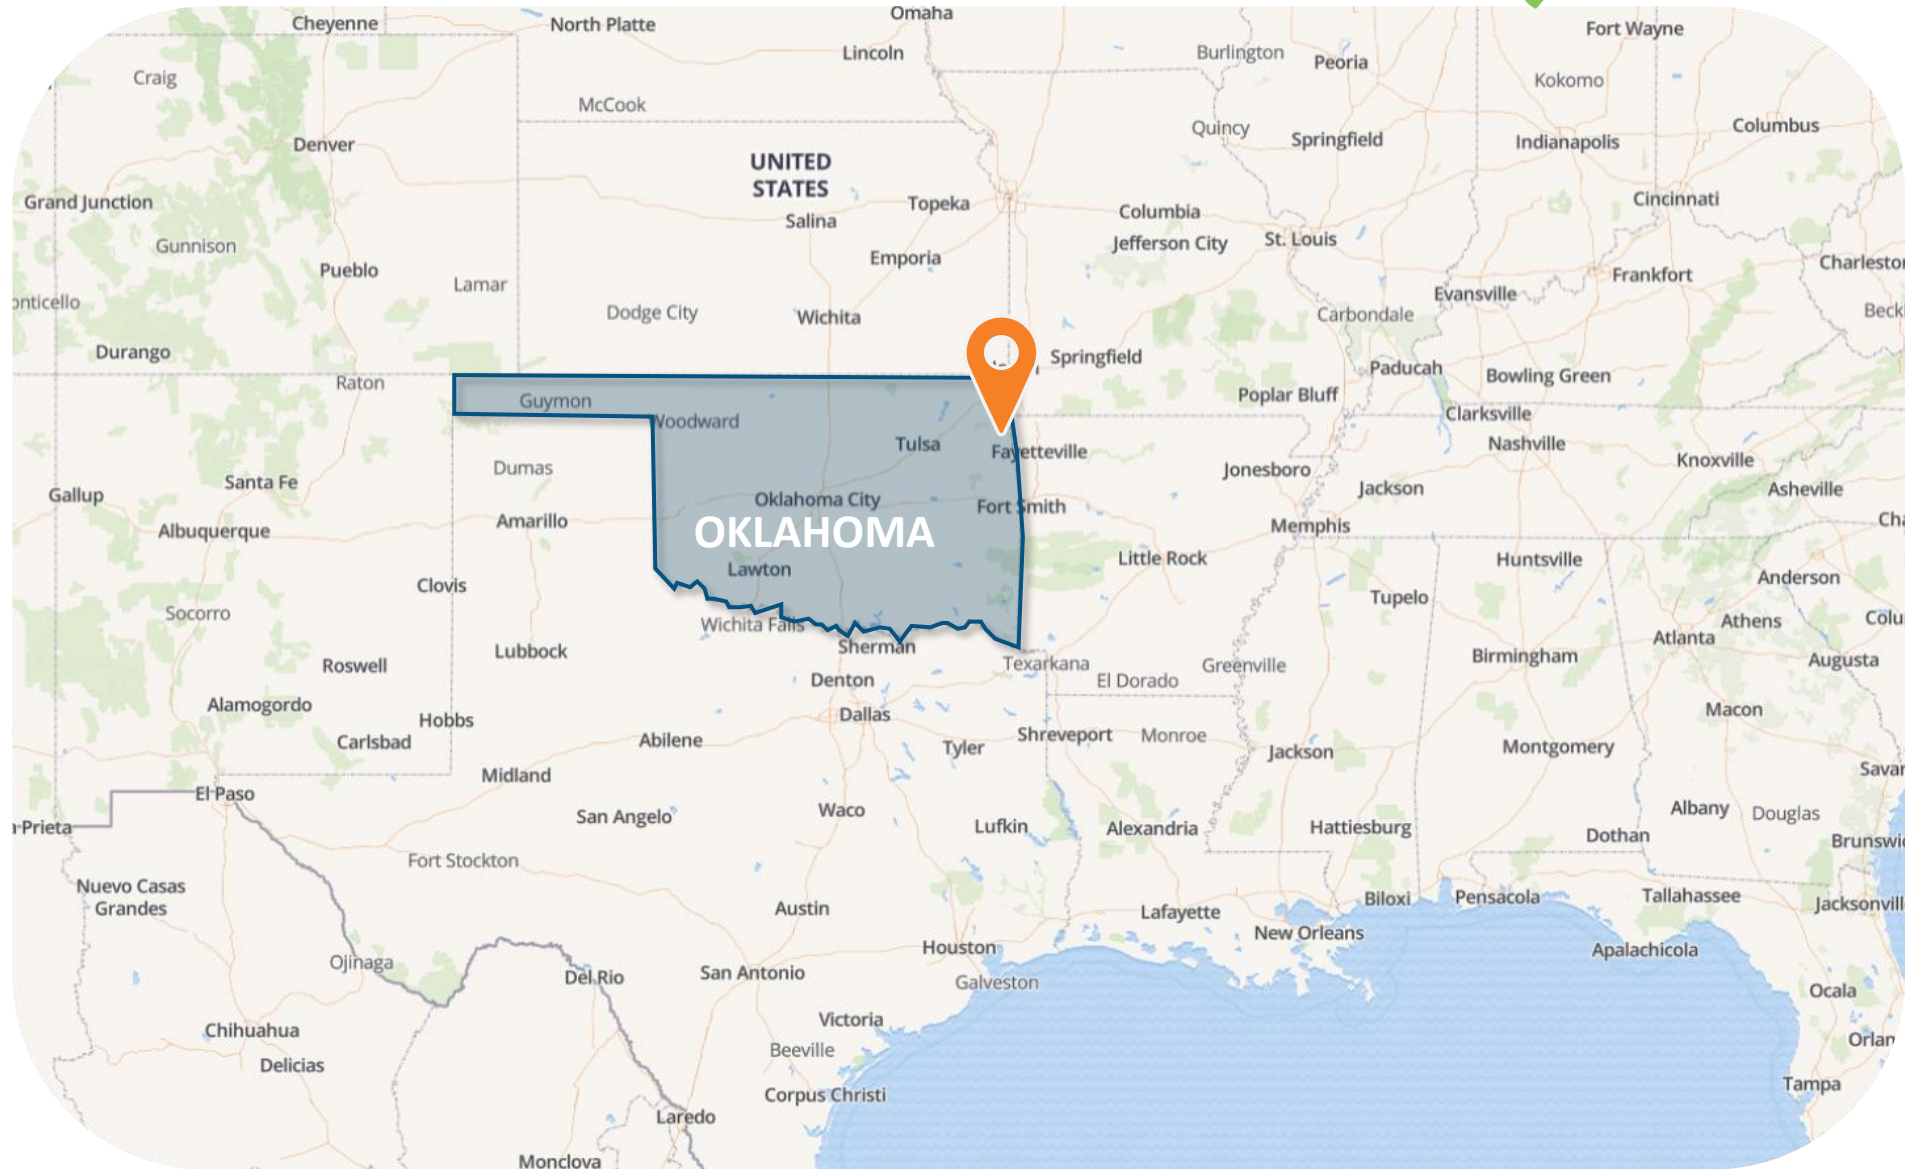 Cheyenne
North Platte
Omaha
Lincoln
Burlington
Peoria
Fort Wayne
Craig
Kokomo
McCook
Quincy
Springfield
Columbus
Denver
Indianapolis
UNITED
STATES
Grand Junction
Topeka
Columbia
Cincinnati
Salina
Gunnison
Jefferson City
St. Louis
Emporia
Pueblo
Frankfort
Lamar
Evansville
Dodge City
Wichita
Carbondale
Durango
Springfield
Paducah
Bowling Green
Raton
Guymon
Poplar Bluff
Clarksville
Woodward
Tulsa
Fayetteville
Nashville
Knoxville
Dumas
Jonesboro
Santa Fe
Gallup
Jackson
Asheville
Oklahoma City
Fort Smith
Albuquerque
Amarillo
OKLAHOMA
Memphis
Little Rock
Huntsville
Lawton
Anderson
Clovis
Tupelo
Socorro
Wichita Falls
Athens
Atlanta
Sherman
Lubbock
Birmingham
Augusta
Roswell
Texarkana
Greenville
Denton
El Dorado
Alamogordo
Hobbs
Dallas
Macon
Carlsbad
Abilene
Tyler
Shreveport
Monroe
Jackson
Montgomery
Midland
El Paso
San Angelo
Waco
Lufkin
Alexandria
Hattiesburg
Albany
Douglas
Dothan
Prieta
Fort Stockton
Nuevo Casas
Grandes
Austin
Lafayette
Biloxi
Pensacola
Tallahassee
New Orleans
Houston
Apalachicola
Ojinaga
Del Rio
San Antonio
Galveston
Ocala
Victoria
Chihuahua
Beeville
Delicias
Tampa
Corpus Christi
Laredo
Monclova